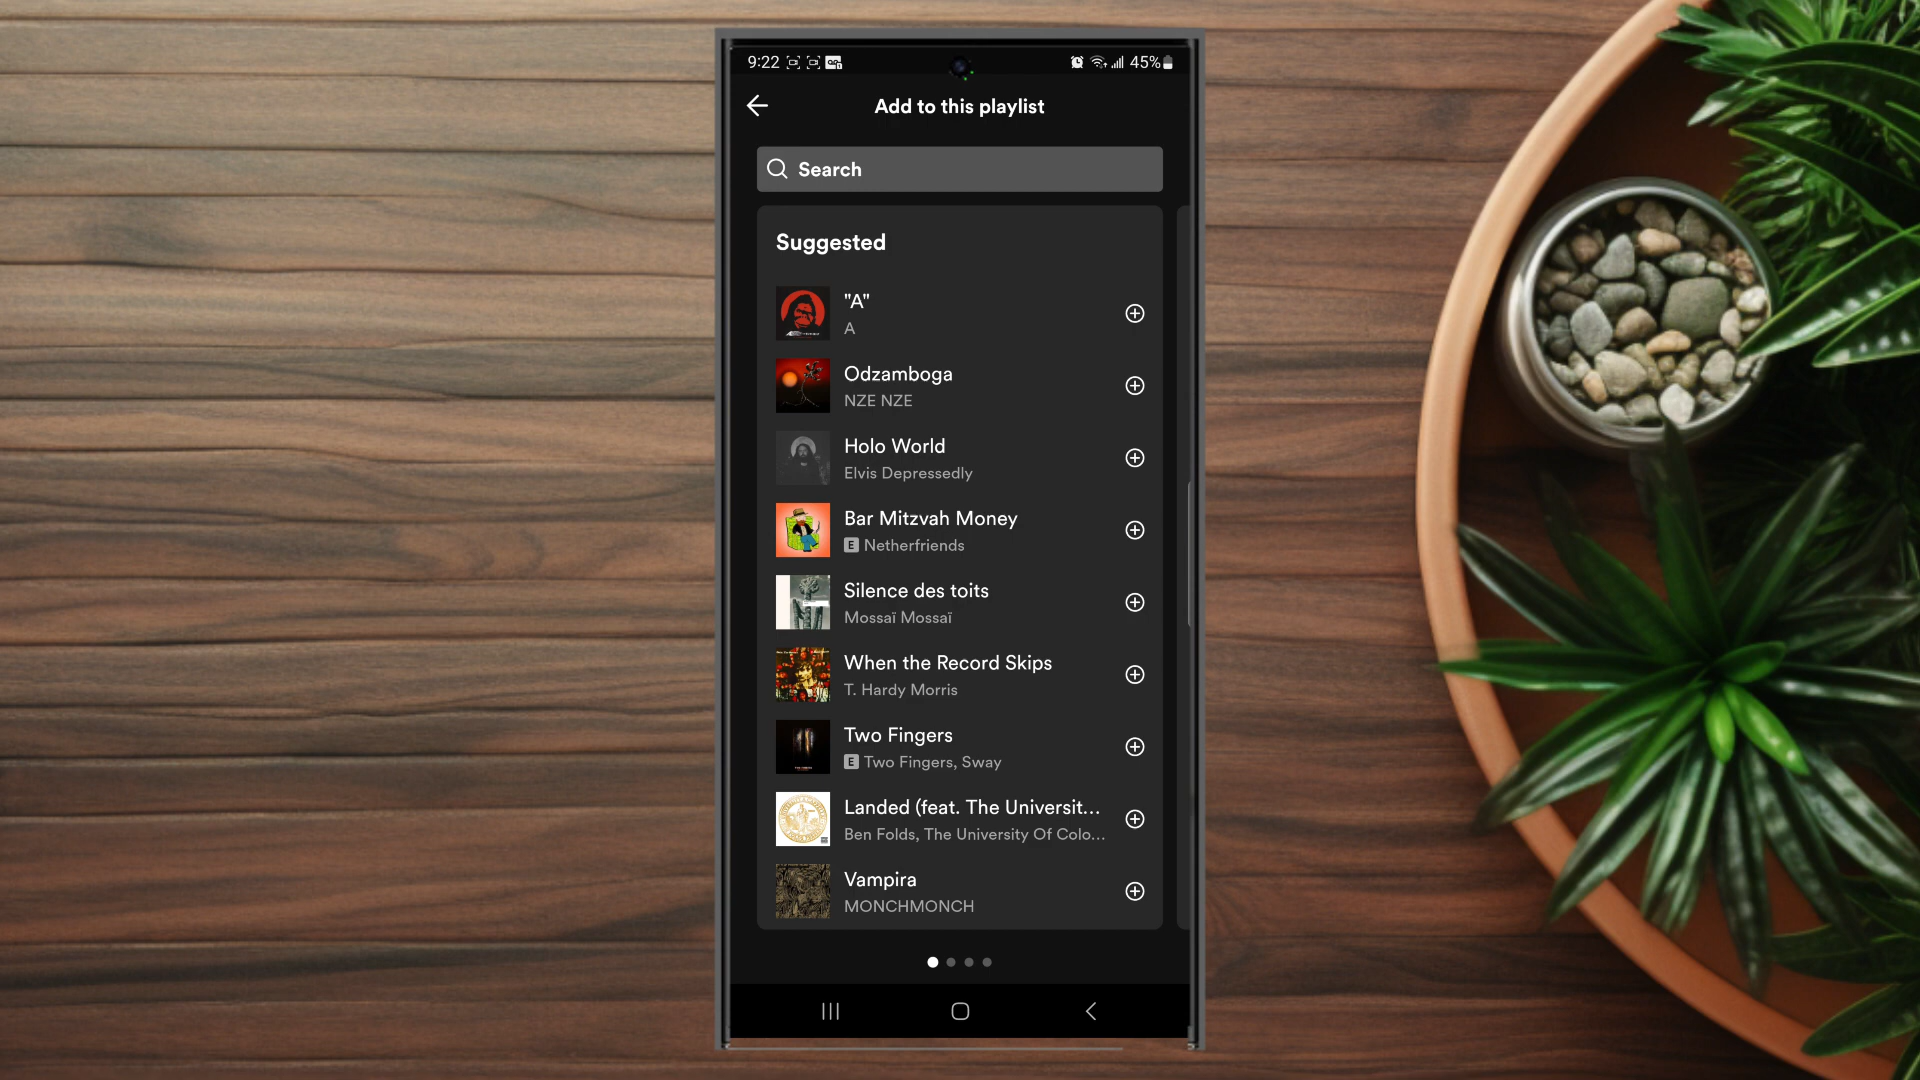 9:22
45%
Add to this playlist
Search
Suggested
"A"
A
Odzamboga
NZE NZE
Holo World
Elvis Depressedly
Bar Mitzvah Money
E Netherfriends
Silence des toits
Mossaï Mossaï
When the Record Skips
T. Hardy Morris
Two Fingers
E Two Fingers, Sway
Landed (feat. The Universit...
Ben Folds, The University Of Colo...
Vampira
MONCHMONCH